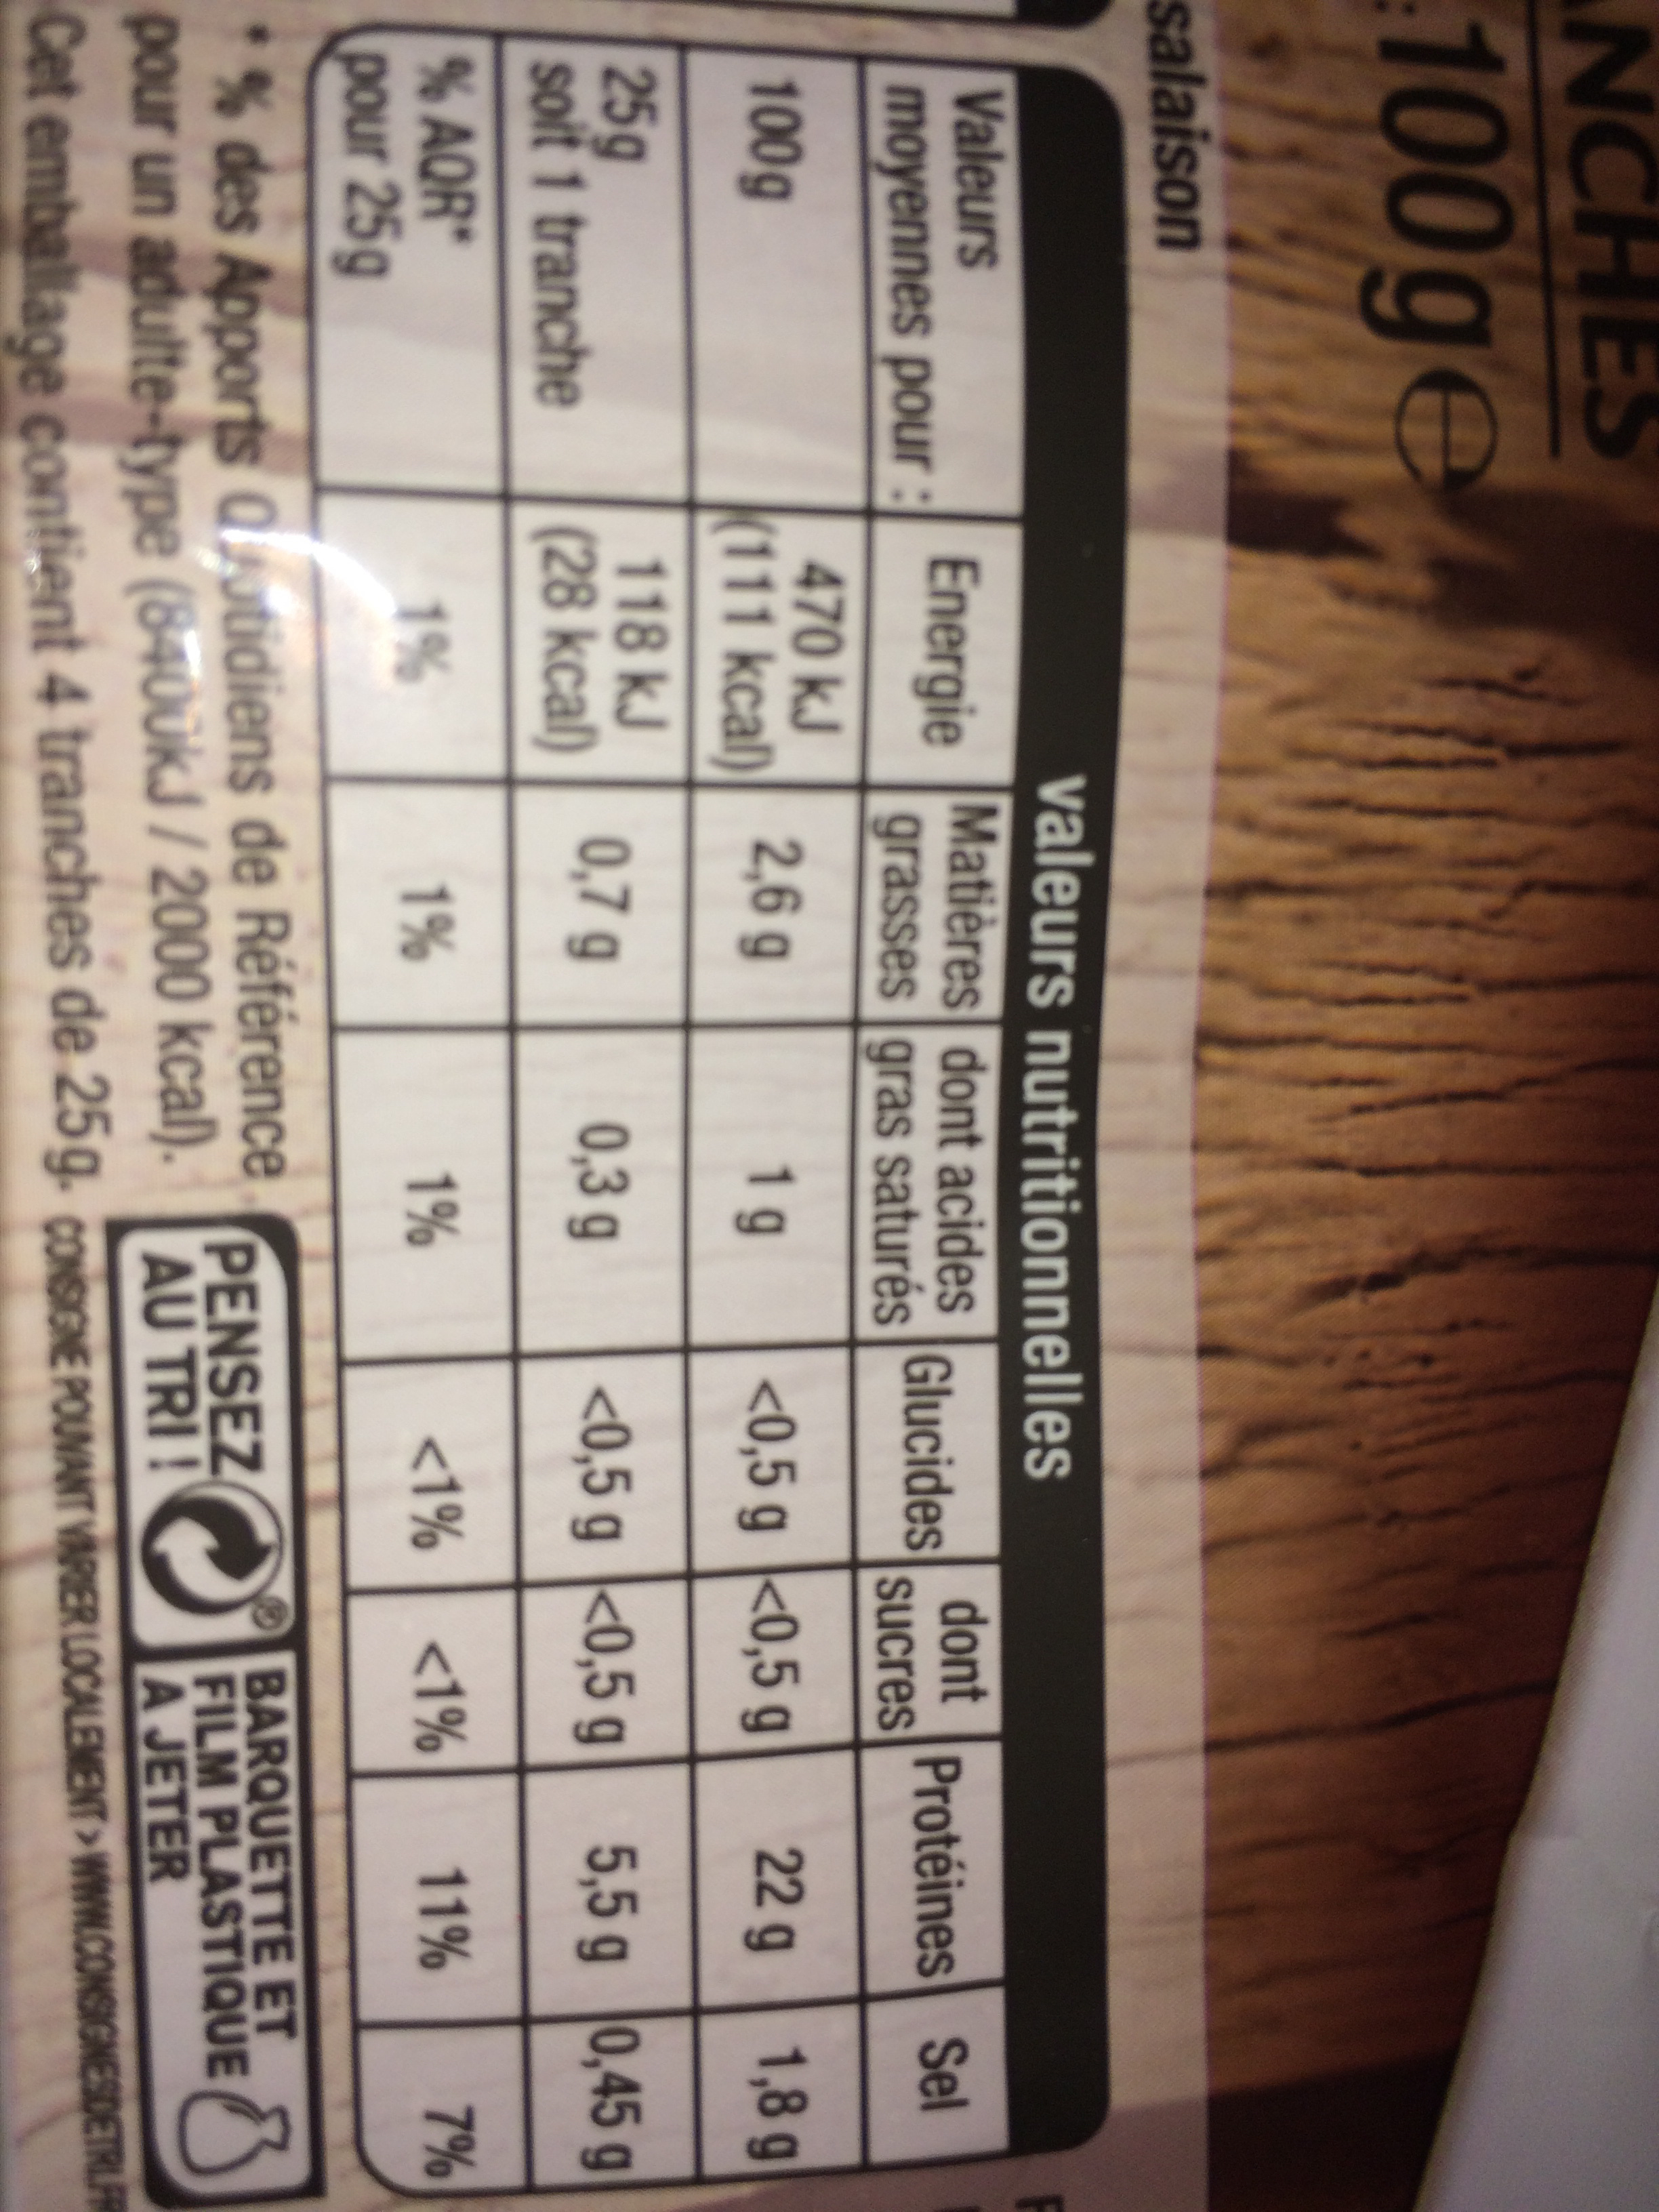 ANCHES
: 100g ℮
salaison
valeurs nutritionnelles
Valeurs moyennes pour : Energie Matières grasses dont acides gras saturés Glucides dont sucres Protéines Sel
100g 470 kJ (111 kcal) 2,6 g 1 g <0,5 g <0,5 g 22 g 1,8 g
25g soit 1 tranche 118 kJ (28 kcal) 0,7 g 0,3 g <0,5 g <0,5 g 5,5 g 0,45 g
% AQR* pour 25g 1% 1% 1% <1% <1% 11% 7%
* % des Apports Quotidiens de Référence
pour un adulte-type (8400kJ / 2000 kcal).
Cet emballage contient 4 tranches de 25g.
PENSEZ
AU TRI !
®
BARQUETTE ET
FILM PLASTIQUE
A JETER
CONSIGNE POUVANT VARIER LOCALEMENT > WWW.CONSIGNESDETRI.FR